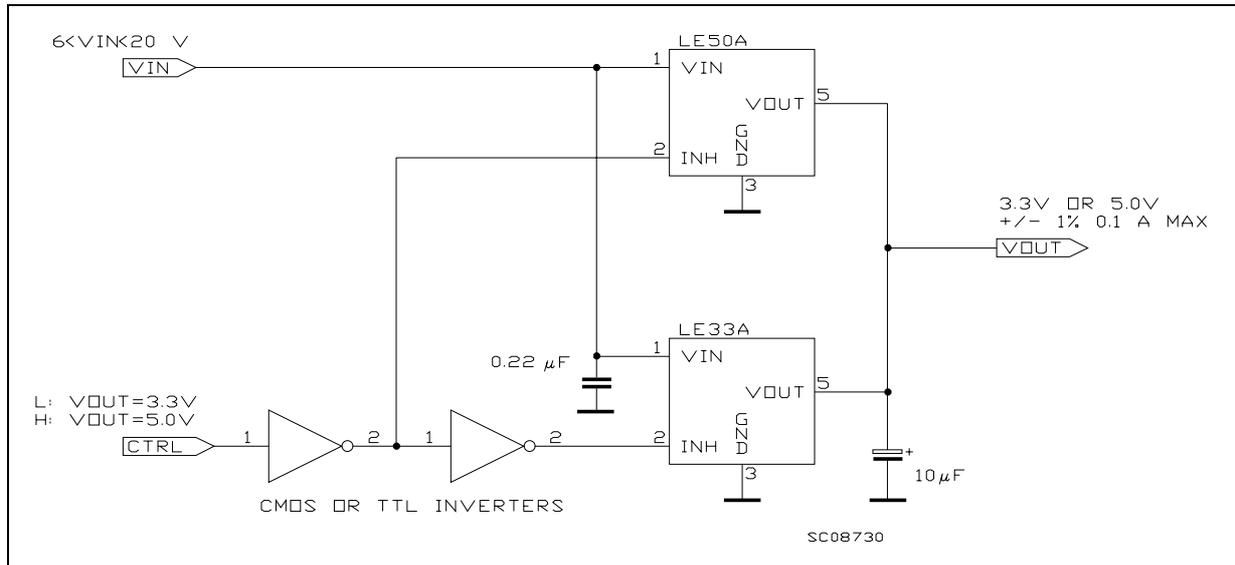 6<VIN<20 V
VIN
LE50A
1
VIN
VOUT
5
2
INH
GND
3
3.3V OR 5.0V
+/- 1% 0.1 A MAX
VOUT
LE33A
0.22 µF
1
VIN
VOUT
5
L: VOUT=3.3V
H: VOUT=5.0V
CTRL
1
2
1
2
2
INH
GND
3
+
10µF
CMOS OR TTL INVERTERS
SC08730